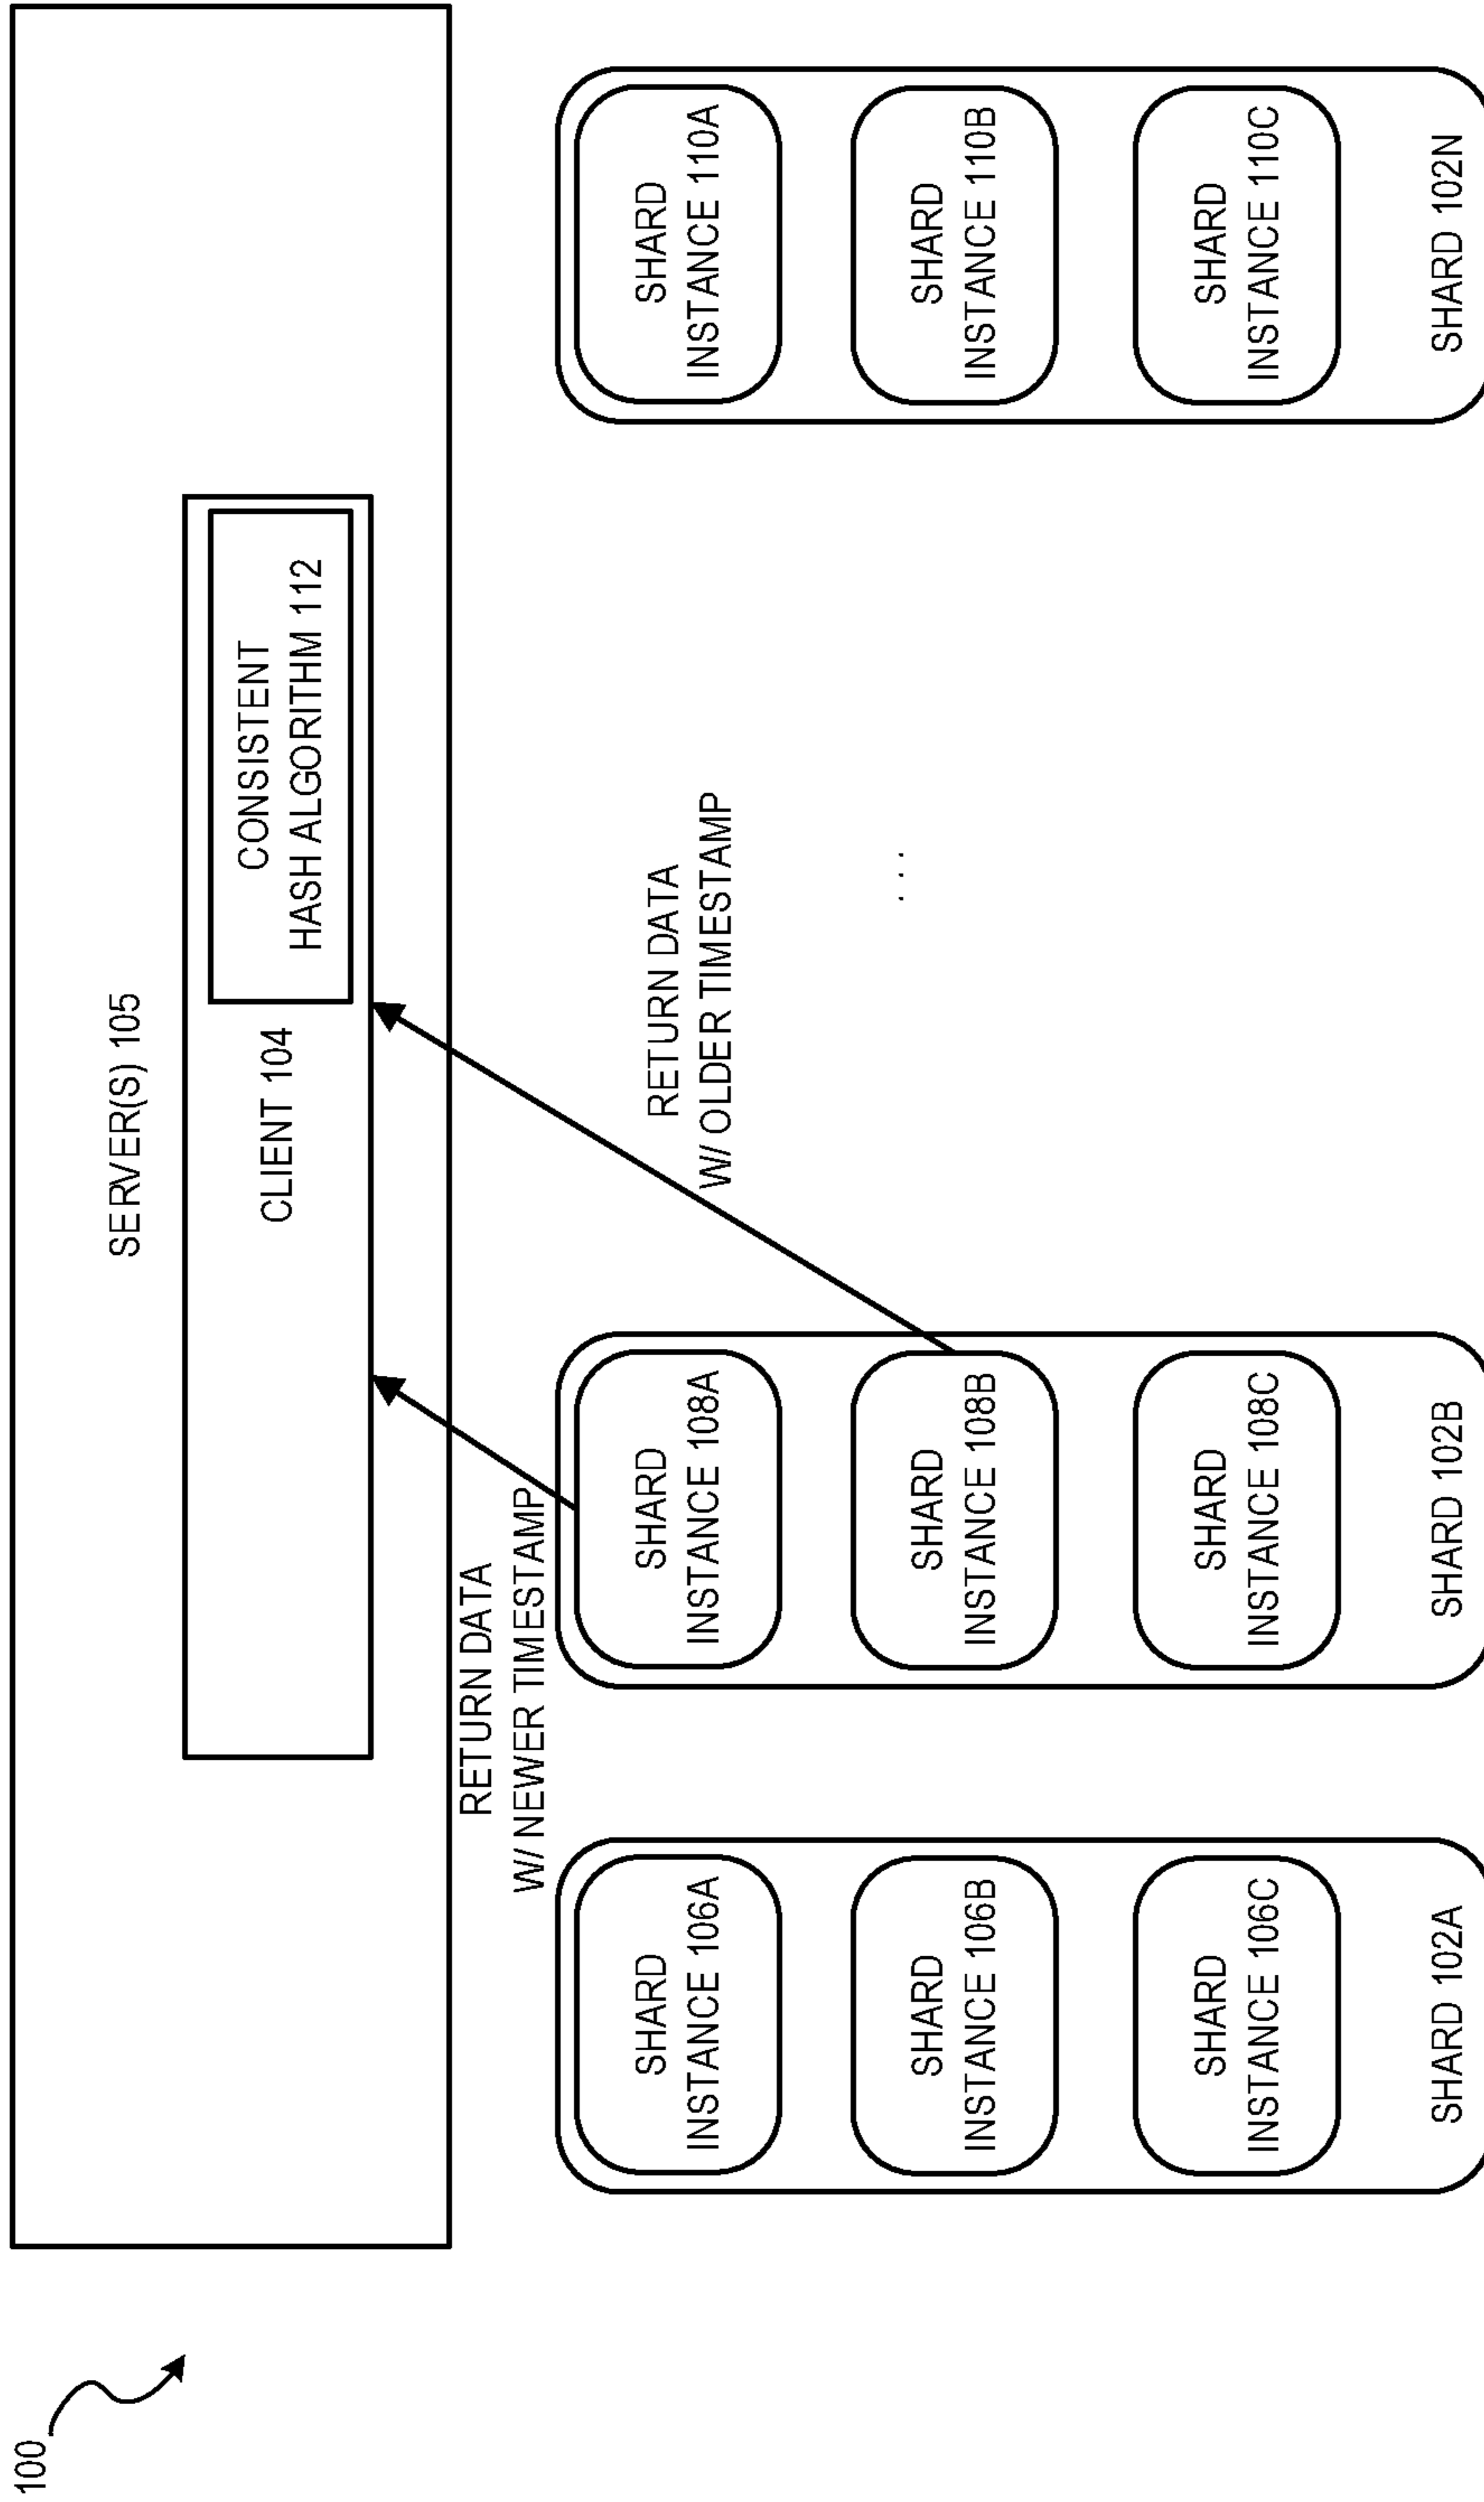 100
SERVER(S) 105
CLIENT 104
CONSISTENT
HASH ALGORITHM 112
RETURN DATA
W/ NEWER TIMESTAMP
RETURN DATA
W/ OLDER TIMESTAMP
SHARD
INSTANCE 106A
SHARD
INSTANCE 106B
SHARD
INSTANCE 106C
SHARD 102A
SHARD
INSTANCE 108A
SHARD
INSTANCE 108B
SHARD
INSTANCE 108C
SHARD 102B
. . .
SHARD
INSTANCE 110A
SHARD
INSTANCE 110B
SHARD
INSTANCE 110C
SHARD 102N